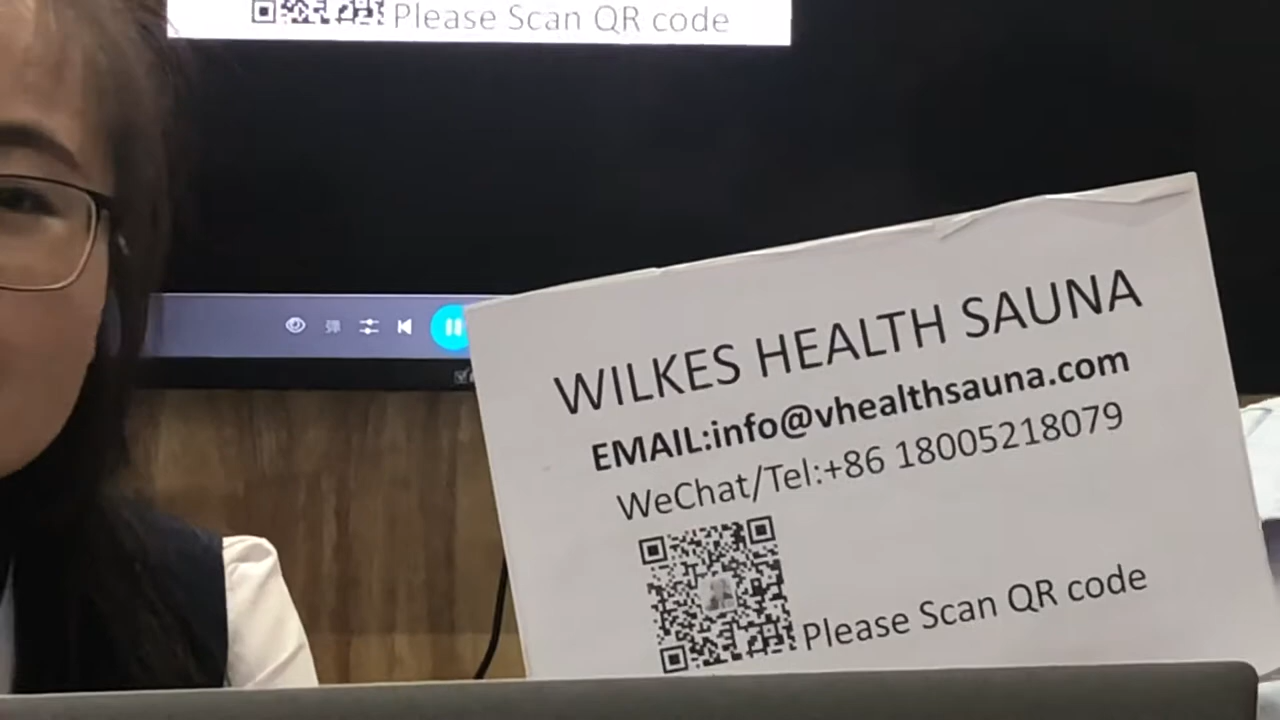 Please Scan QR code
弹
WILKES HEALTH SAUNA
EMAIL:info@vhealthsauna.com
WeChat/Tel:+86 18005218079
Please Scan QR code